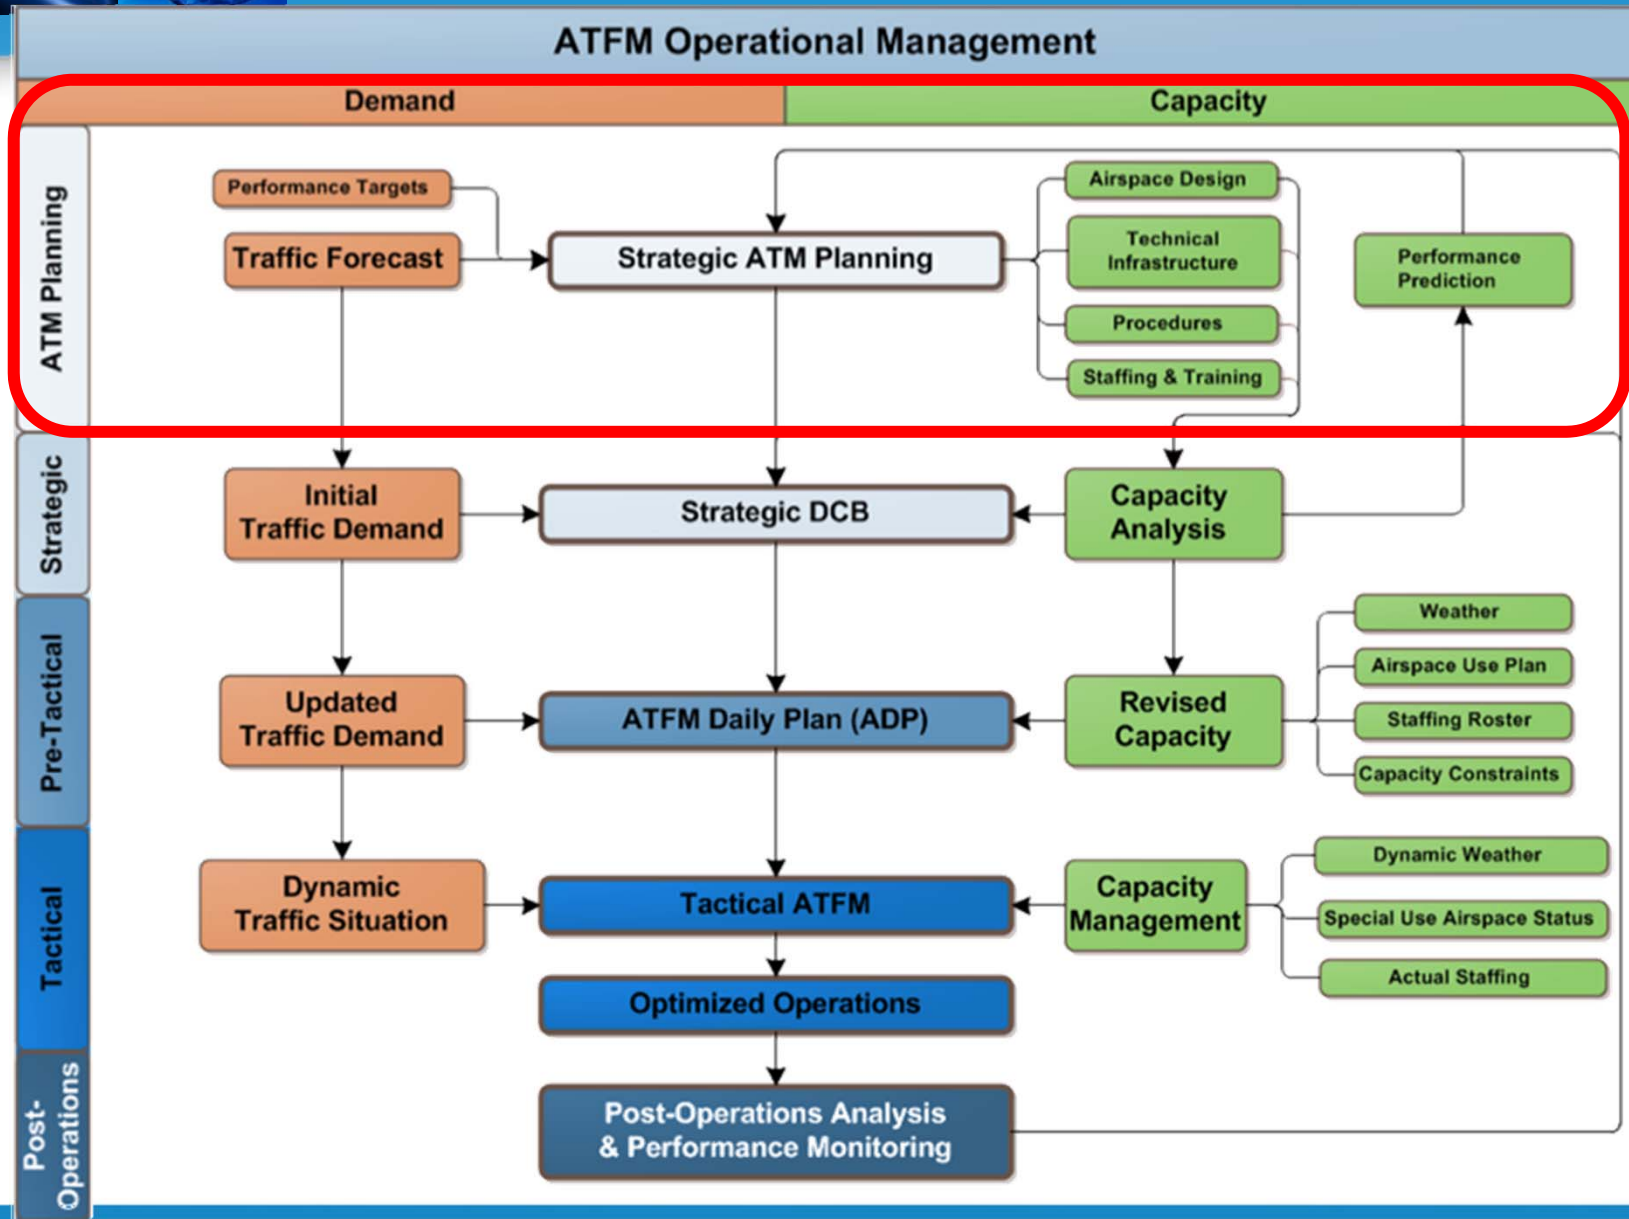 ATFM Operational Management
Demand
Capacity
ATM Planning
Performance Targets
Traffic Forecast
Strategic ATM Planning
Airspace Design
Technical
Infrastructure
Procedures
Staffing & Training
Performance
Prediction
Strategic
Initial
Traffic Demand
Strategic DCB
Capacity
Analysis
Pre-Tactical
Updated
Traffic Demand
ATFM Daily Plan (ADP)
Revised
Capacity
Weather
Airspace Use Plan
Staffing Roster
Capacity Constraints
Tactical
Dynamic
Traffic Situation
Tactical ATFM
Capacity
Management
Dynamic Weather
Special Use Airspace Status
Actual Staffing
Optimized Operations
Post-
Operations
Post-Operations Analysis
& Performance Monitoring